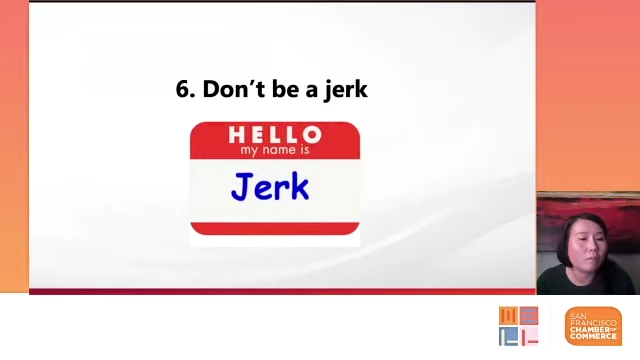 6. Don't be a jerk
HELLO
my name is
Jerk
SAN
FRANCISCO
CHAMBER OF
COMMERCE